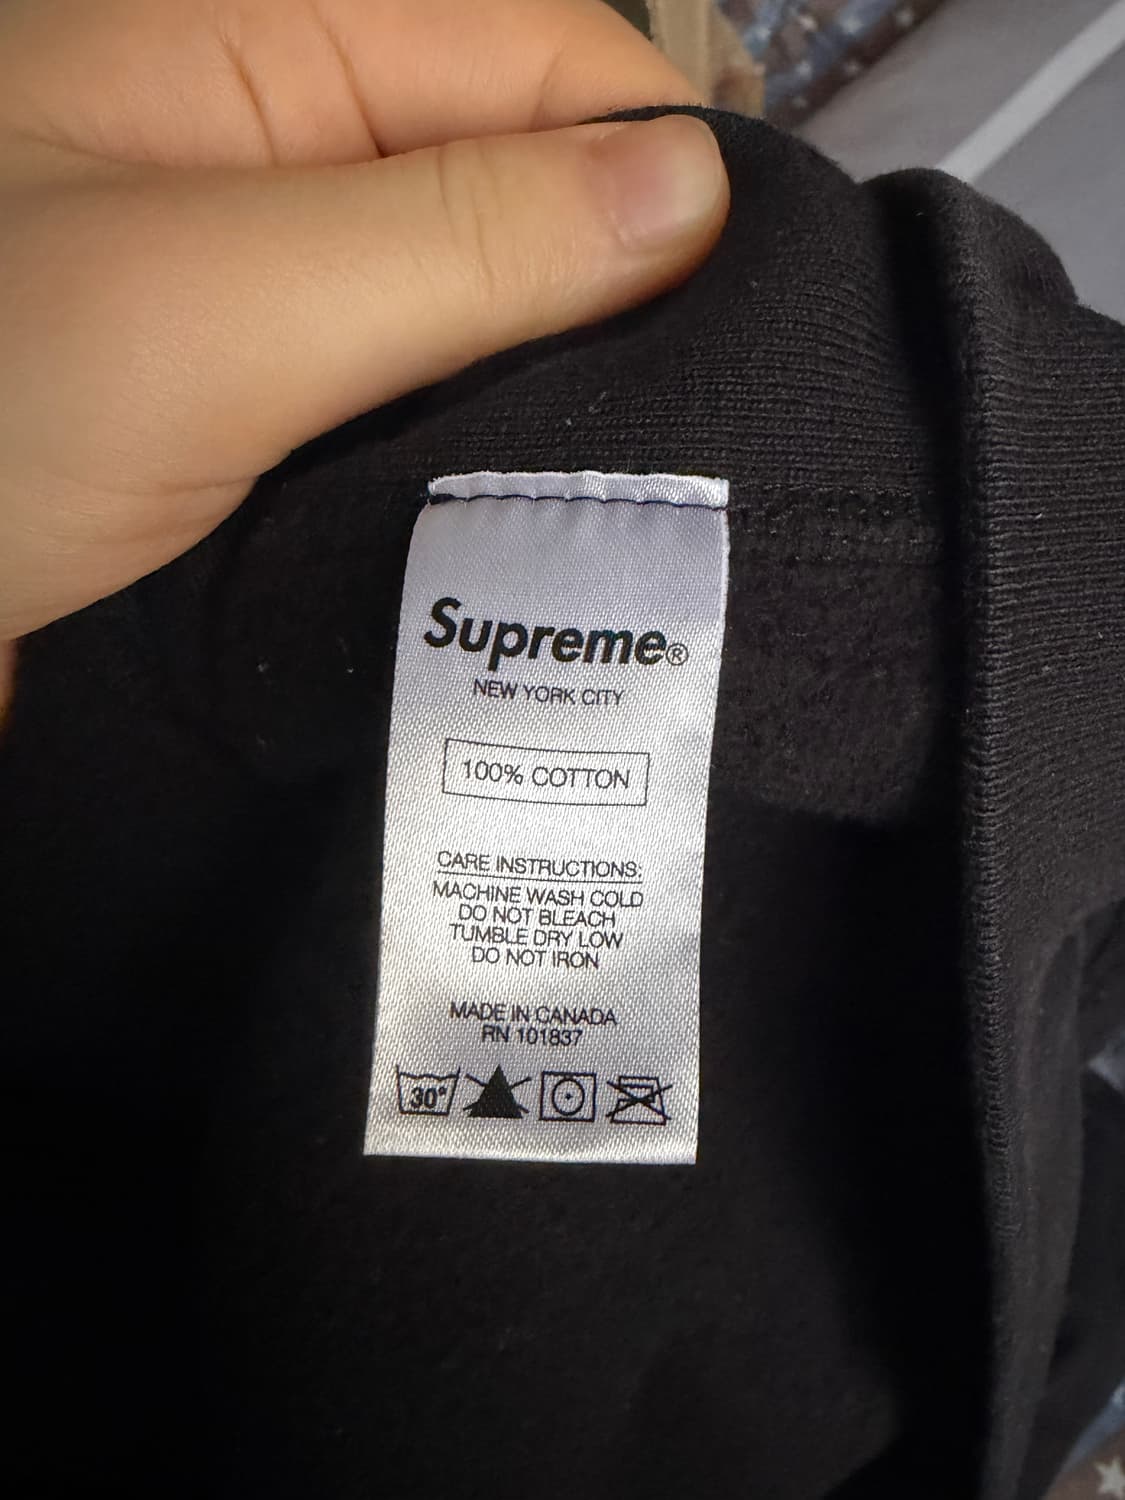 Supreme®
NEW YORK CITY
100% COTTON
CARE INSTRUCTIONS:
MACHINE WASH COLD
DO NOT BLEACH
TUMBLE DRY LOW
DO NOT IRON
MADE IN CANADA
RN 101837
30°